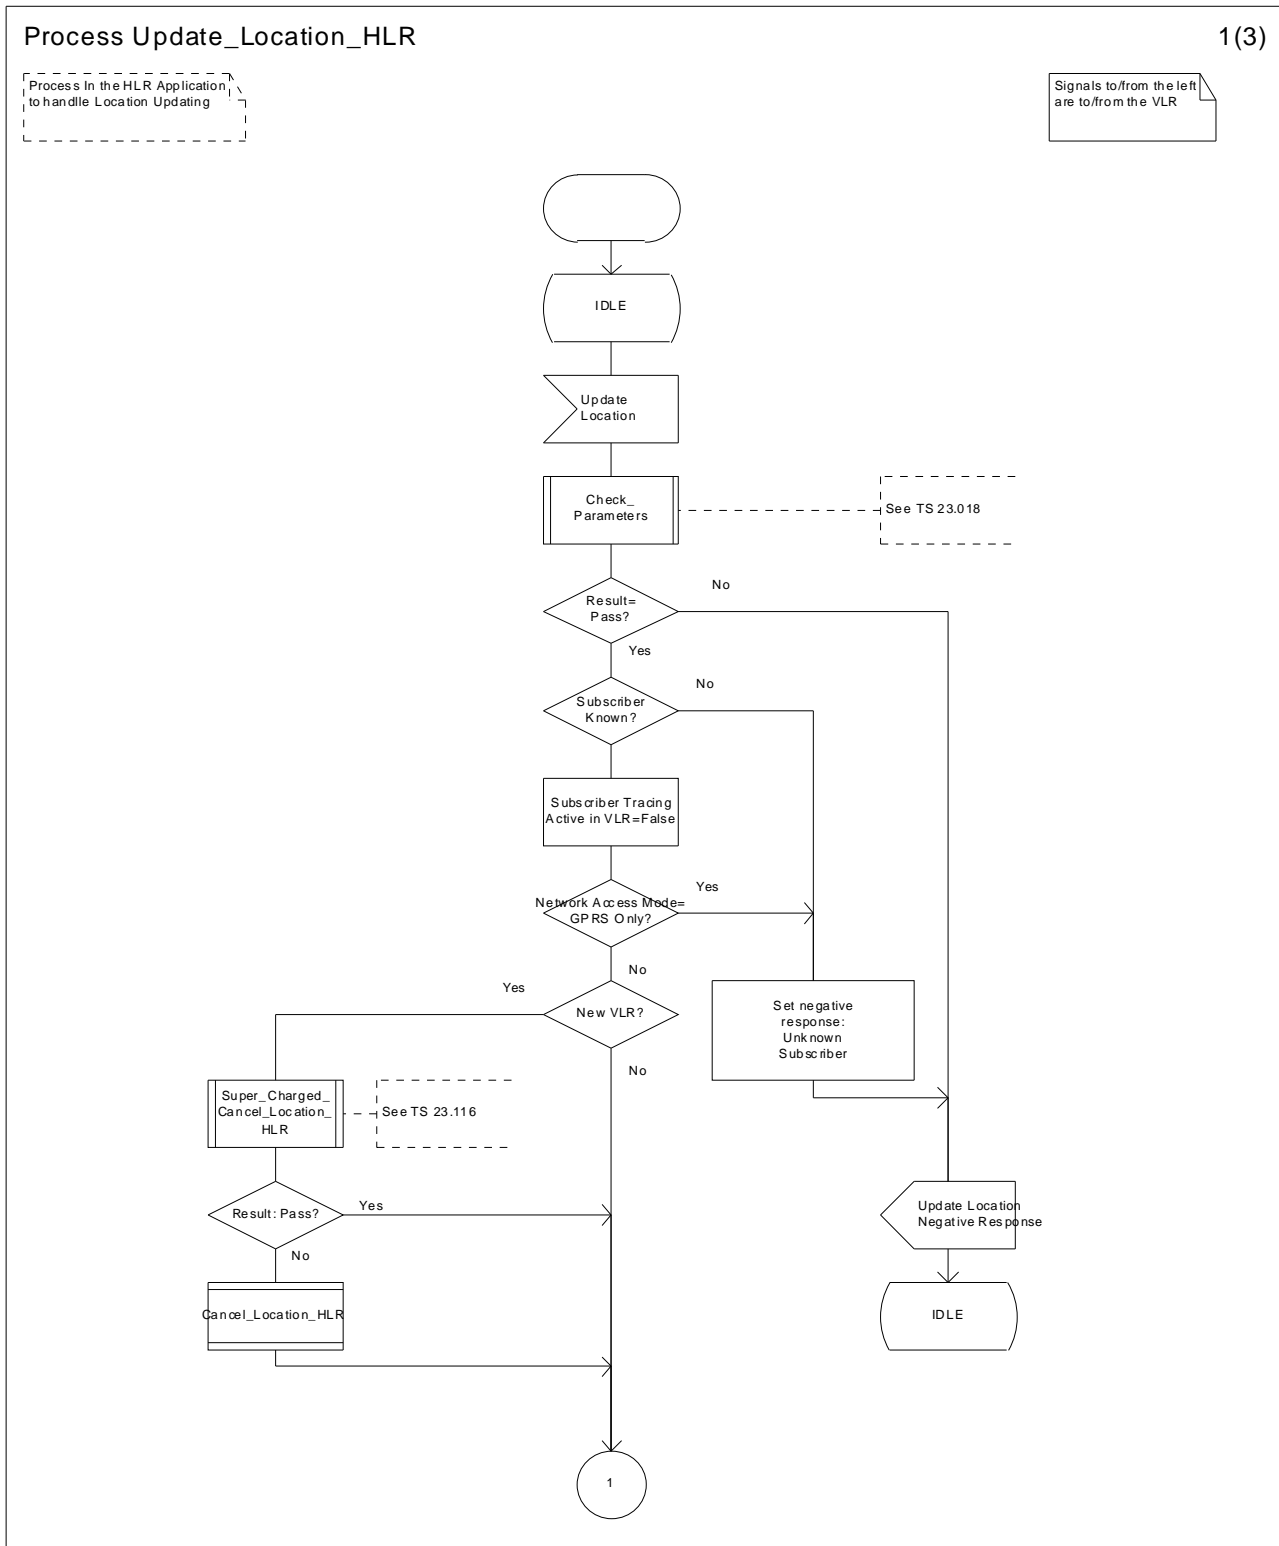 Process Update_Location_HLR
1(3)
Process In the HLR Application
to handlle Location Updating
Signals to/from the left
are to/from the VLR
IDLE
Update
Location
Check_
Parameters
See TS 23.018
Result=
Pass?
No
Yes
Subscriber
Known?
No
Subscriber Tracing
Active in VLR=False
Network Access Mode=
GPRS Only?
Yes
No
New VLR?
Yes
No
Set negative
response:
Unknown
Subscriber
Super_Charged_
Cancel_Location_
HLR
See TS 23.116
Result: Pass?
Yes
No
Update Location
Negative Response
Cancel_Location_HLR
IDLE
1